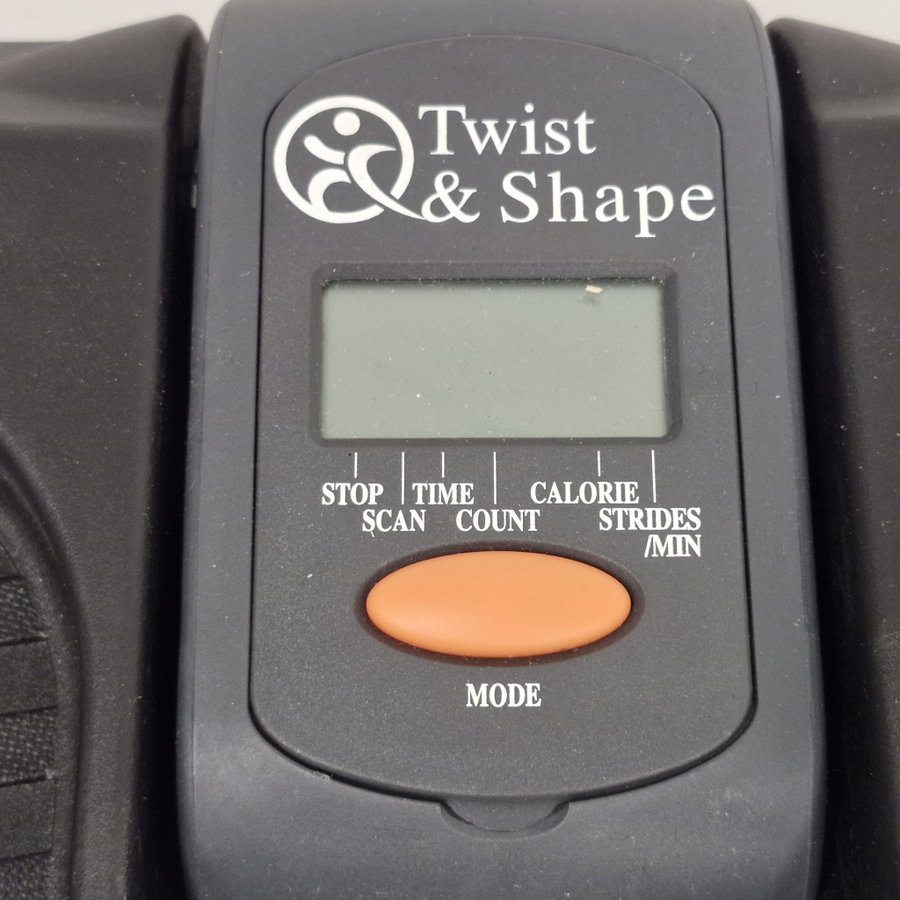 Twist
& Shape
STOP TIME CALORIE
SCAN COUNT STRIDES
/MIN
MODE